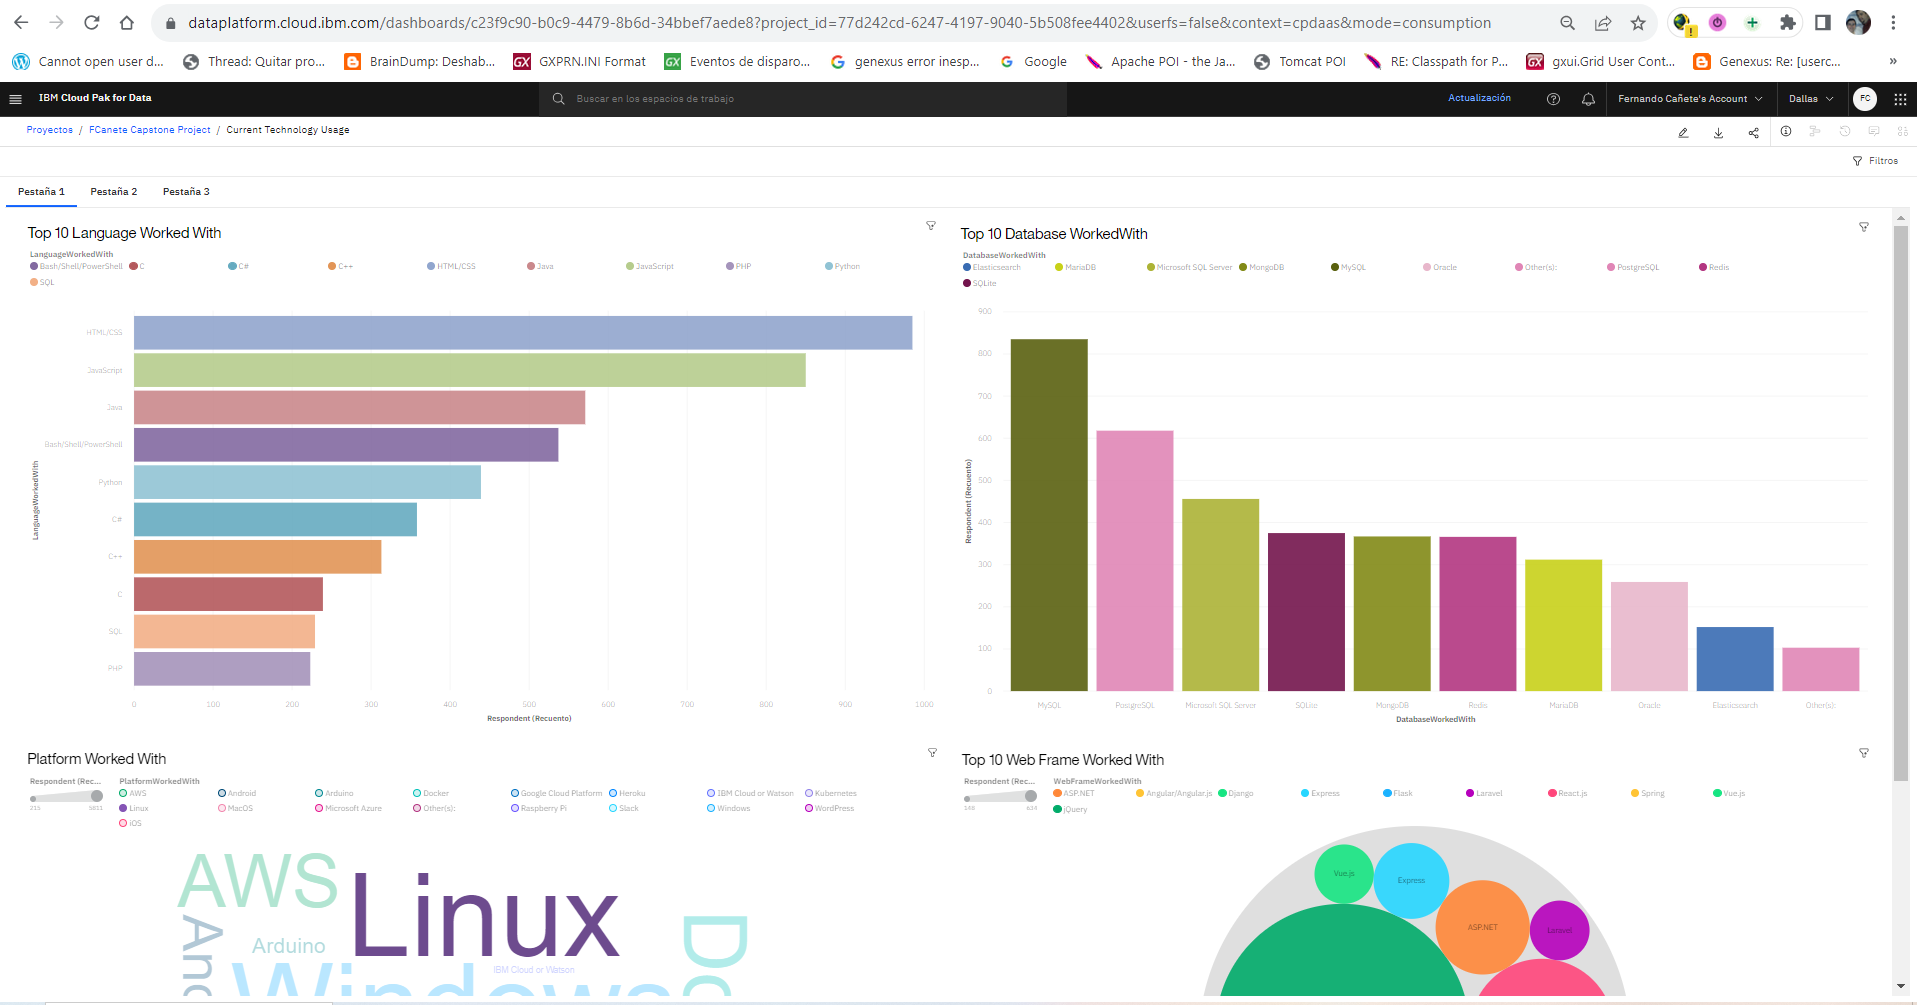 dataplatform.cloud.ibm.com/dashboards/c23f9c90-b0c9-4479-8b6d-34bbef7aede8?project_id=77d242cd-6247-4197-9040-5b508fee4402&userfs=false&context=cpdaas&mode=consumption
Cannot open user d... Thread: Quitar pro... BrainDump: Deshab... GX GXPRN.INI Format GX Eventos de disparo... genexus error inesp... Google Apache POI - the Ja... Tomcat POI RE: Classpath for P... GX gxui.Grid User Cont... Genexus: Re: [userc... »
IBM Cloud Pak for Data Buscar en los espacios de trabajo Actualización Fernando Cañete's Account Dallas FC
Proyectos / FCanete Capstone Project / Current Technology Usage
Filtros
Pestaña 1 Pestaña 2 Pestaña 3
Top 10 Language Worked With
LanguageWorkedWith
Bash/Shell/PowerShell C C# C++ HTML/CSS Java JavaScript PHP Python
SQL
HTML/CSS
JavaScript
Java
Bash/Shell/PowerShell
Python
C#
C++
C
SQL
PHP
LanguageWorkedWith
0 100 200 300 400 500 600 700 800 900 1000
Respondent (Recuento)
Top 10 Database WorkedWith
DatabaseWorkedWith
Elasticsearch MariaDB Microsoft SQL Server MongoDB MySQL Oracle Other(s): PostgreSQL Redis
SQLite
900
800
700
600
500
400
300
200
100
0
Respondent (Recuento)
MySQL PostgreSQL Microsoft SQL Server SQLite MongoDB Redis MariaDB Oracle Elasticsearch Other(s):
DatabaseWorkedWith
Platform Worked With
Respondent (Rec... PlatformWorkedWith
AWS Android Arduino Docker Google Cloud Platform Heroku IBM Cloud or Watson Kubernetes
Linux MacOS Microsoft Azure Other(s): Raspberry Pi Slack Windows WordPress
iOS
215 5811
AWS
Linux
Arduino
IBM Cloud or Watson
Windows
Top 10 Web Frame Worked With
Respondent (Rec... WebFrameWorkedWith
ASP.NET Angular/Angular.js Django Express Flask Laravel React.js Spring Vue.js
jQuery
148 634
Vue.js
Express
ASP.NET
Laravel